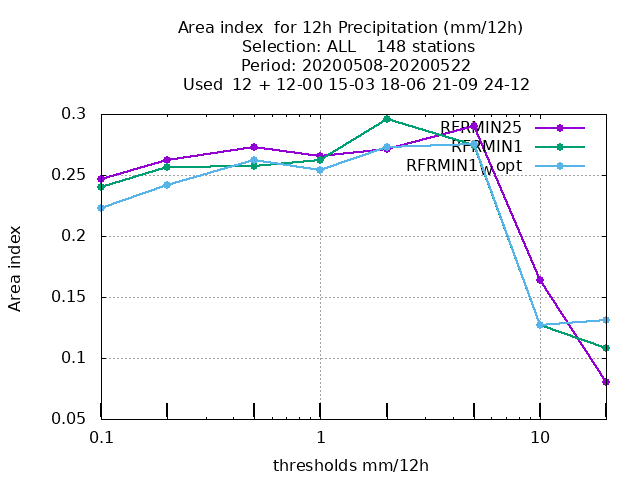 Area index  for 12h Precipitation (mm/12h)
Selection: ALL    148 stations
Period: 20200508-20200522
Used  12 + 12-00 15-03 18-06 21-09 24-12
RFRMIN25
RFRMIN1
RFRMIN1wopt
0.3
0.25
0.2
0.15
0.1
0.05
Area index
0.1
1
10
thresholds mm/12h